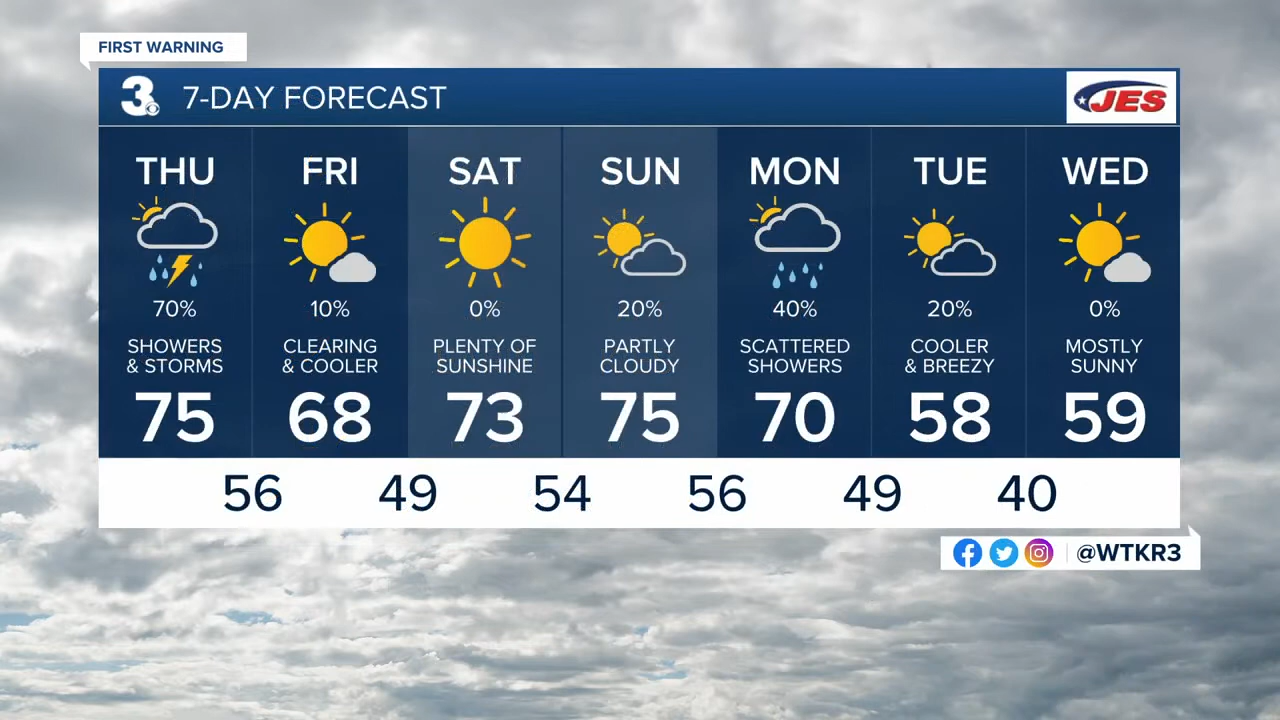 FIRST WARNING
3 7-DAY FORECAST JES
THU FRI SAT SUN MON TUE WED
70% 10% 0% 20% 40% 20% 0%
SHOWERS CLEARING PLENTY OF PARTLY SCATTERED COOLER MOSTLY
& STORMS & COOLER SUNSHINE CLOUDY SHOWERS & BREEZY SUNNY
75 68 73 75 70 58 59
56 49 54 56 49 40
@WTKR3